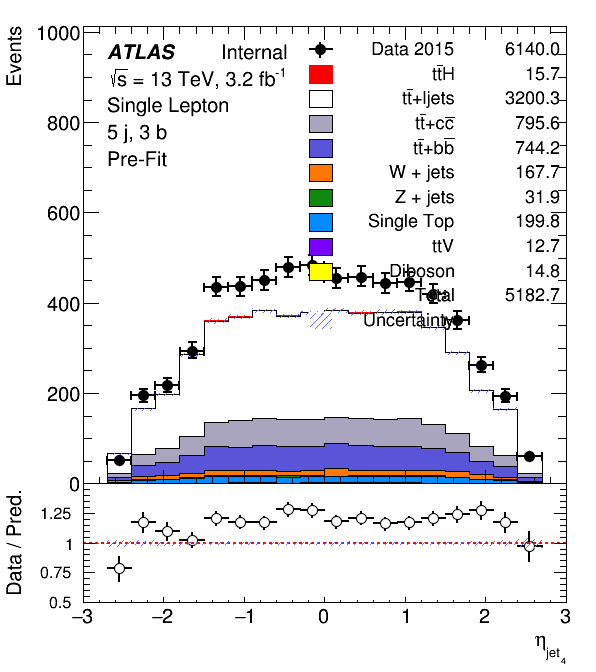 Events
1000
800
600
400
200
0
ATLAS Internal
√s = 13 TeV, 3.2 fb-1
Single Lepton
5 j, 3 b
Pre-Fit
Data 2015 6140.0
tt̄H 15.7
tt̄+ljets 3200.3
tt̄+cc̄ 795.6
tt̄+bb̄ 744.2
W + jets 167.7
Z + jets 31.9
Single Top 199.8
ttV 12.7
Diboson 14.8
Total 5182.7
Uncertainty
Data / Pred.
1.25
1
0.75
0.5
−3 −2 −1 0 1 2 3
ηjet4